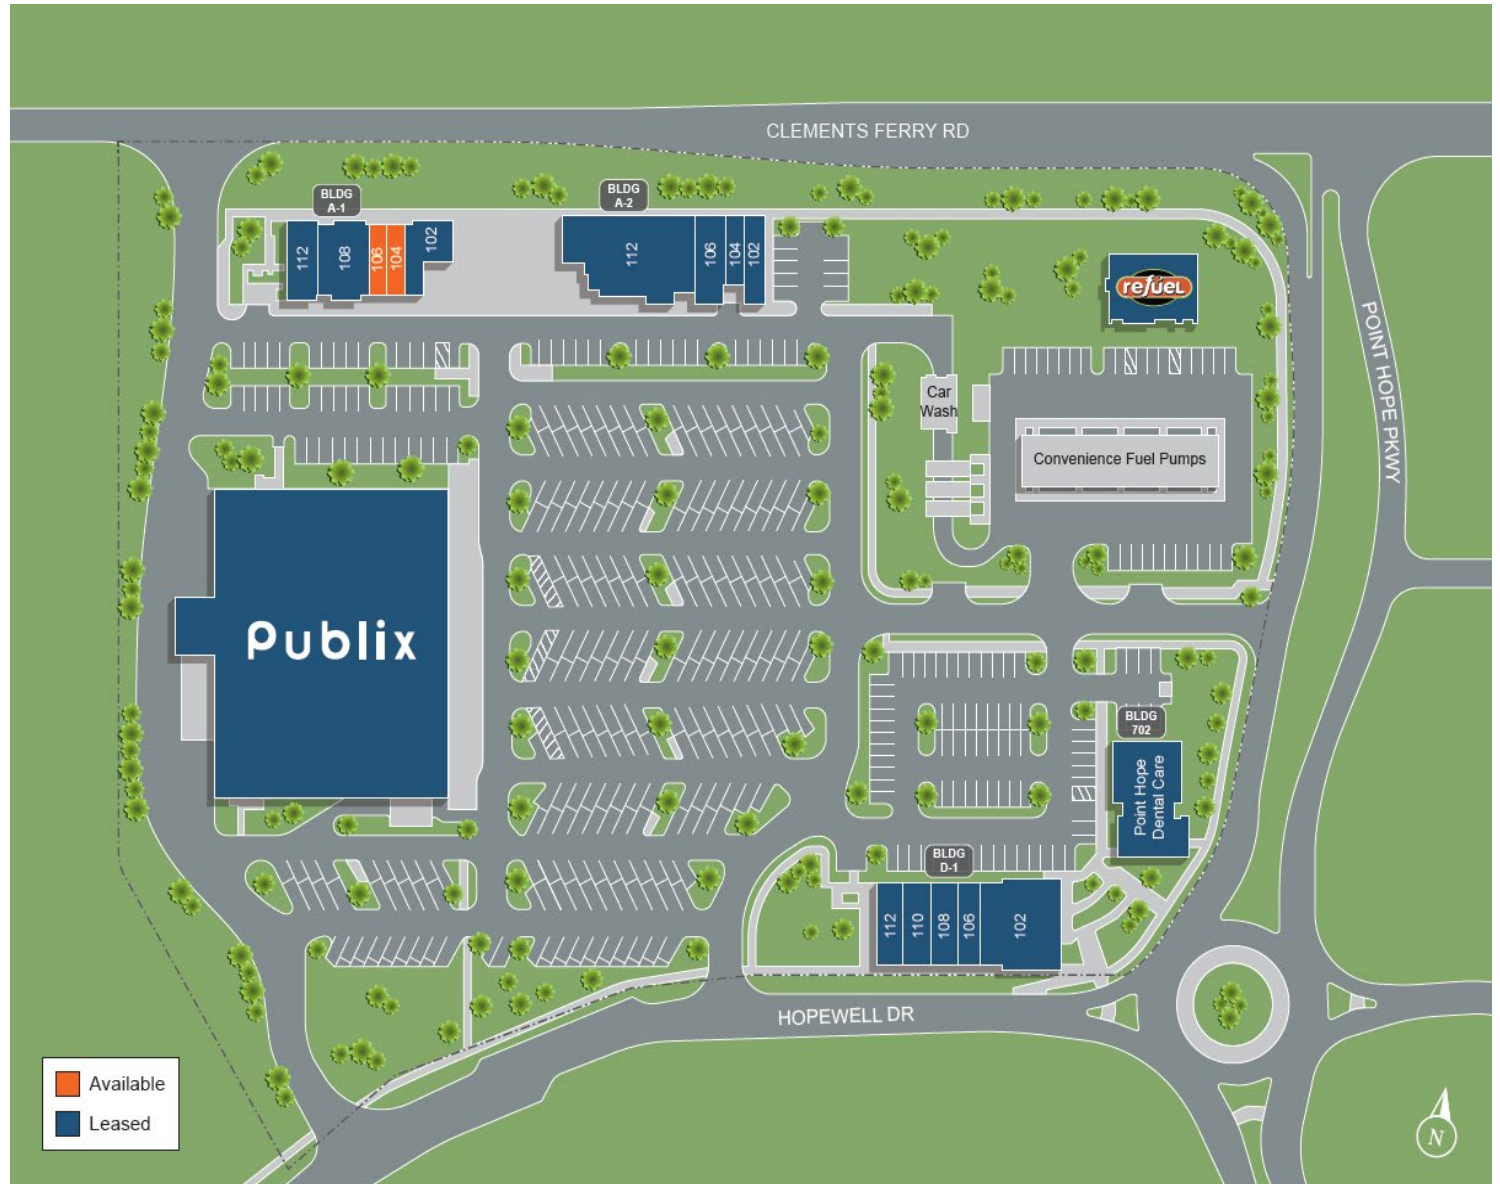 CLEMENTS FERRY RD
BLDG
A-1
112
108
106
104
102
BLDG
A-2
112
106
104
102
refuel
POINT HOPE PKWY
Car
Wash
Convenience Fuel Pumps
Publix
BLDG
702
Point Hope
Dental Care
BLDG
D-1
112
110
108
106
102
HOPEWELL DR
Available
Leased
N